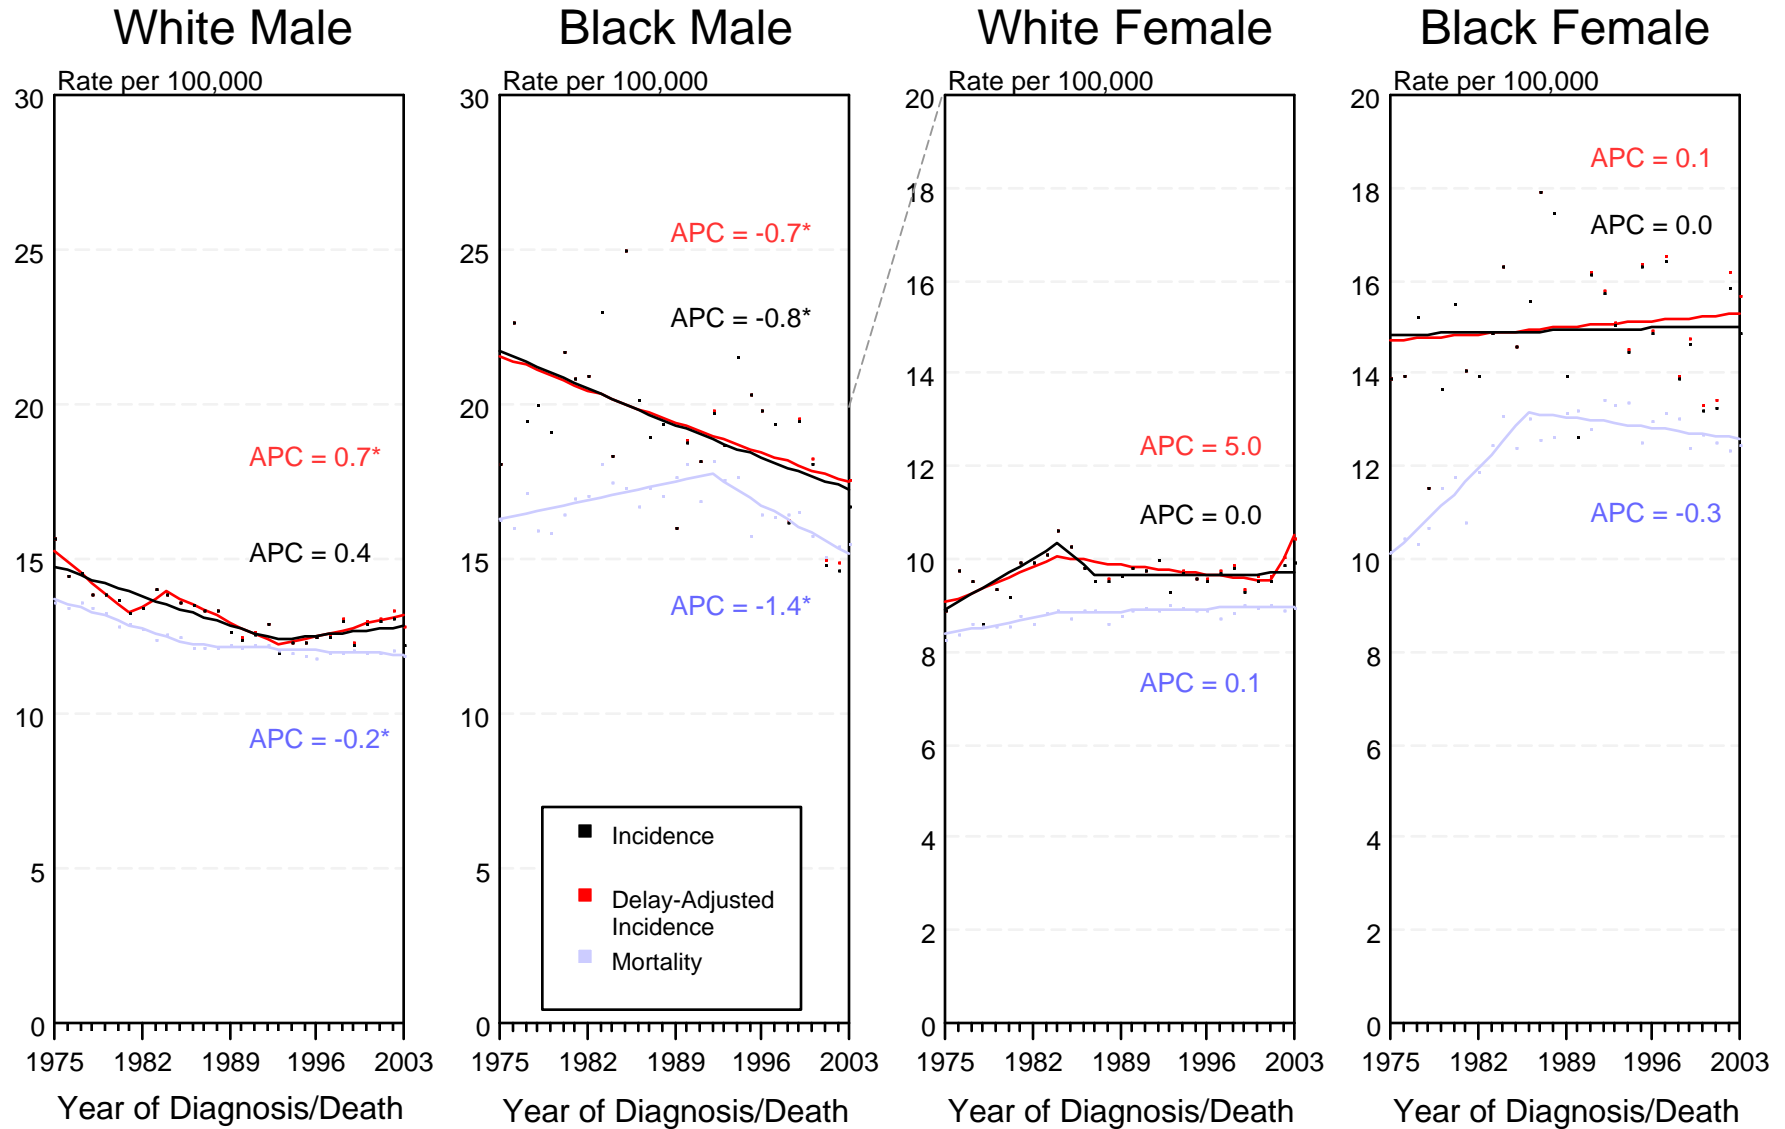 White Male
Black Male
White Female
Black Female
Rate per 100,000
Rate per 100,000
Rate per 100,000
Rate per 100,000
30
25
20
15
10
5
0
APC = 0.7*
APC = 0.4
APC = -0.2*
1975 1982 1989 1996 2003
Year of Diagnosis/Death
30
25
20
15
10
5
0
APC = -0.7*
APC = -0.8*
APC = -1.4*
Incidence
Delay-Adjusted
Incidence
Mortality
1975 1982 1989 1996 2003
Year of Diagnosis/Death
20
18
16
14
12
10
8
6
4
2
0
APC = 5.0
APC = 0.0
APC = 0.1
1975 1982 1989 1996 2003
Year of Diagnosis/Death
20
18
16
14
12
10
8
6
4
2
0
APC = 0.1
APC = 0.0
APC = -0.3
1975 1982 1989 1996 2003
Year of Diagnosis/Death